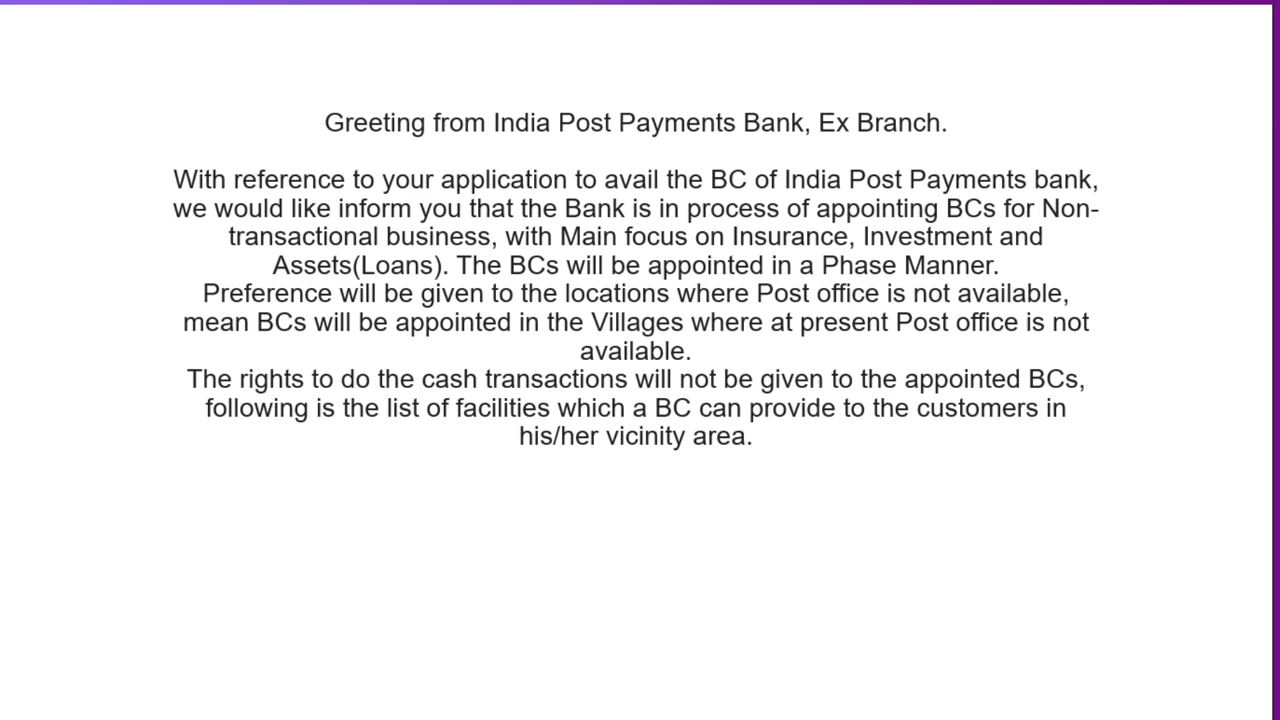 Greeting from India Post Payments Bank, Ex Branch.
With reference to your application to avail the BC of India Post Payments bank,
we would like inform you that the Bank is in process of appointing BCs for Non-
transactional business, with Main focus on Insurance, Investment and
Assets(Loans). The BCs will be appointed in a Phase Manner.
Preference will be given to the locations where Post office is not available,
mean BCs will be appointed in the Villages where at present Post office is not
available.
The rights to do the cash transactions will not be given to the appointed BCs,
following is the list of facilities which a BC can provide to the customers in
his/her vicinity area.